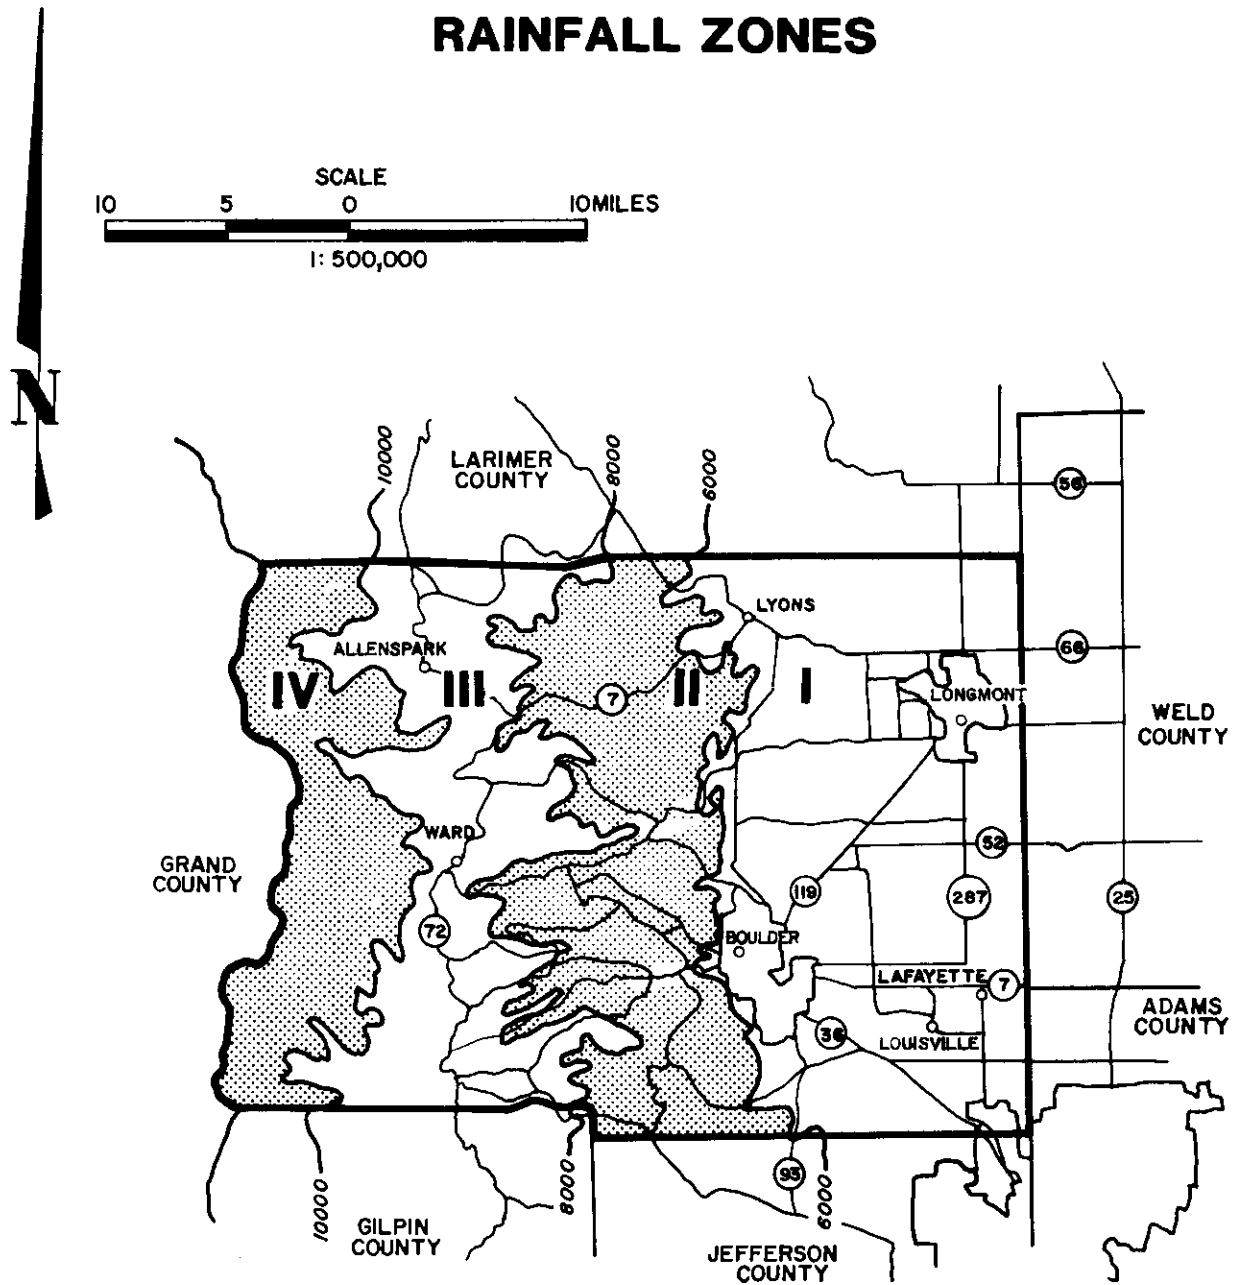 RAINFALL ZONES
SCALE
10 5 0 10 MILES
1:500,000
N
10000
LARIMER
COUNTY
8000
6000
56
LYONS
ALLENSPARK
66
IV
III
7
II
I
LONGMONT
WELD
COUNTY
WARD
52
GRAND
COUNTY
119
287
25
72
BOULDER
LAFAYETTE
7
ADAMS
COUNTY
36
LOUISVILLE
10000
8000
93
6000
GILPIN
COUNTY
JEFFERSON
COUNTY